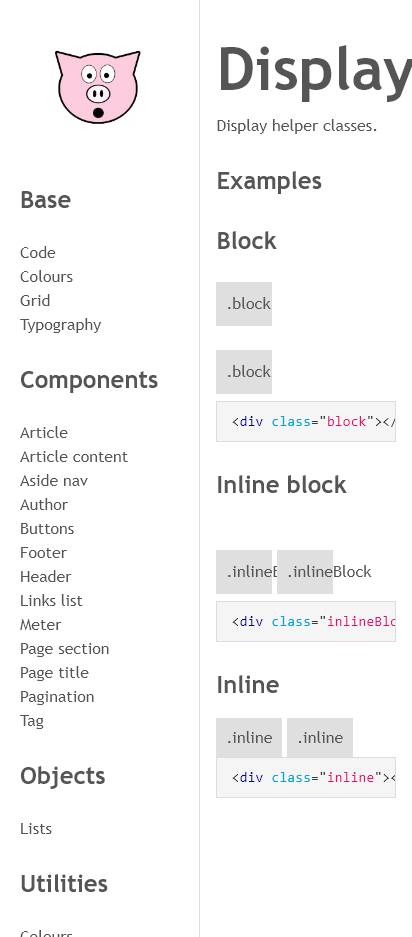 Base
Code
Colours
Grid
Typography
Components
Article
Article content
Aside nav
Author
Buttons
Footer
Header
Links list
Meter
Page section
Page title
Pagination
Tag
Objects
Lists
Utilities
Colours
Display
Display helper classes.
Examples
Block
.block
.block
<div class="block"></
Inline block
.inlineB .inlineBlock
<div class="inlineBlo
Inline
.inline .inline
<div class="inline"><